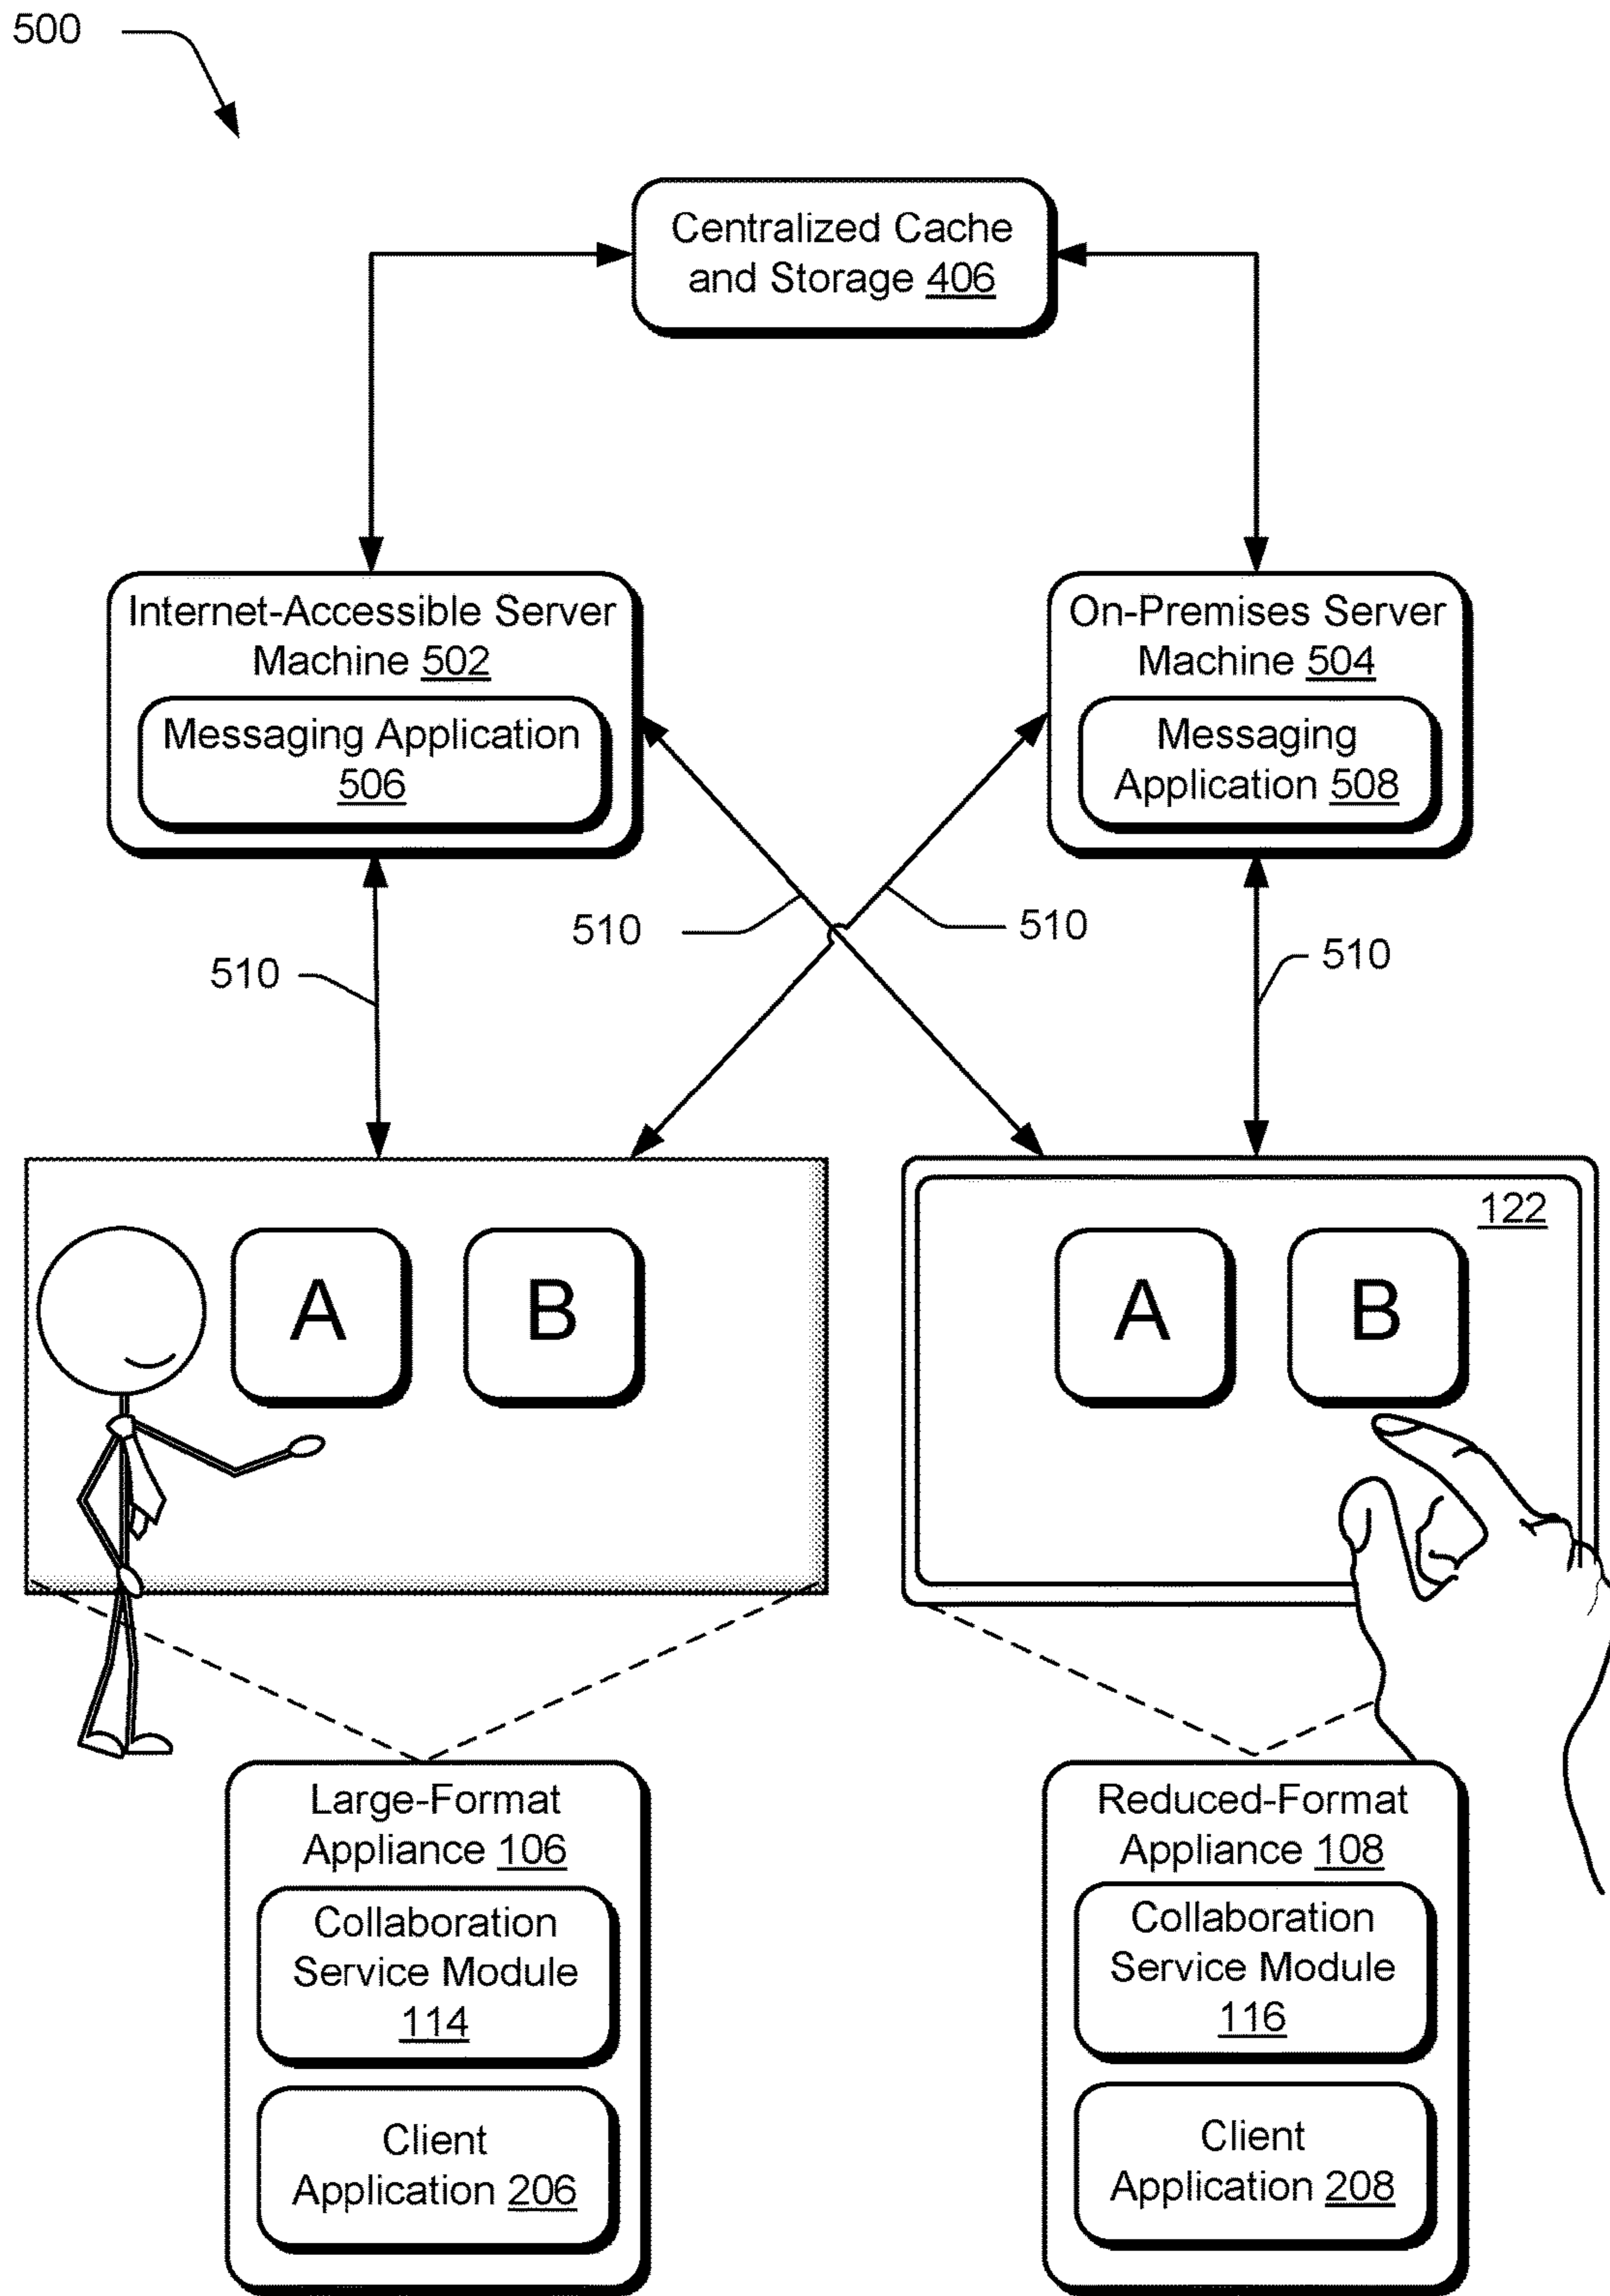 500
Centralized Cache
and Storage 406
Internet-Accessible Server
Machine 502
Messaging Application
506
On-Premises Server
Machine 504
Messaging
Application 508
510
510
510
510
A
B
122
A
B
Large-Format
Appliance 106
Collaboration
Service Module
114
Client
Application 206
Reduced-Format
Appliance 108
Collaboration
Service Module
116
Client
Application 208